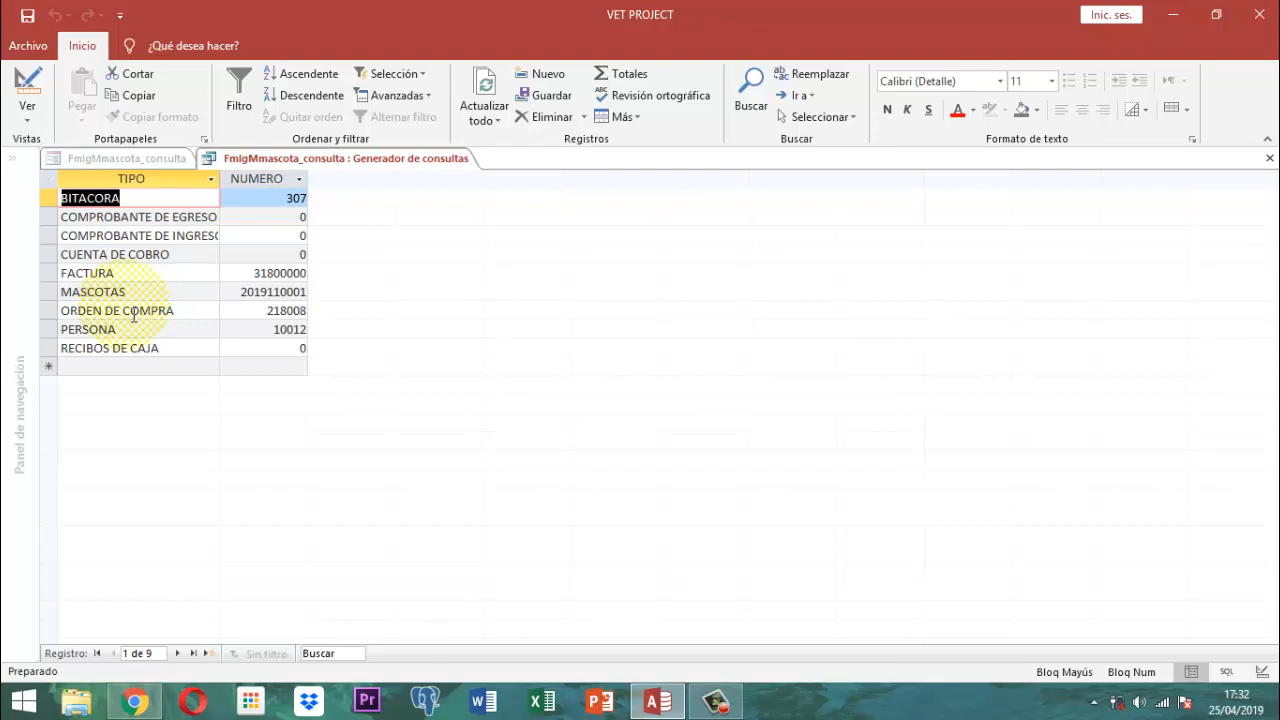 VET PROJECT
Inic. ses.
Archivo
Inicio
¿Qué desea hacer?
Ver
Pegar
Cortar
Copiar
Copiar formato
Filtro
Ascendente
Descendente
Quitar orden
Selección
Avanzadas
Alternar filtro
Actualizar todo
Nuevo
Guardar
Eliminar
Totales
Revisión ortográfica
Más
Buscar
Reemplazar
Ir a
Seleccionar
Calibri (Detalle)
11
N K S
Vistas
Portapapeles
Ordenar y filtrar
Registros
Buscar
Formato de texto
FmIgMmascota_consulta
FmIgMmascota_consulta : Generador de consultas
TIPO NUMERO
BITACORA 307
COMPROBANTE DE EGRESO 0
COMPROBANTE DE INGRESO 0
CUENTA DE COBRO 0
FACTURA 31800000
MASCOTAS 2019110001
ORDEN DE COMPRA 218008
PERSONA 10012
RECIBOS DE CAJA 0
Panel de navegación
Registro: 1 de 9 Sin filtro Buscar
Preparado
Bloq Mayús
Bloq Num
SQL
Pr
17:32
25/04/2019